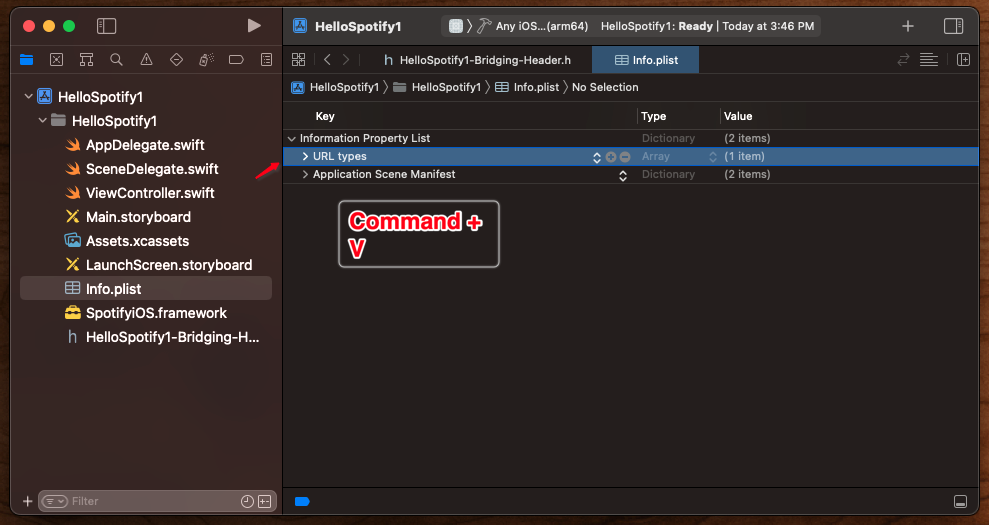 HelloSpotify1
Any iOS...(arm64)
HelloSpotify1: Ready | Today at 3:46 PM
HelloSpotify1-Bridging-Header.h
Info.plist
HelloSpotify1
HelloSpotify1
Info.plist
No Selection
HelloSpotify1
HelloSpotify1
AppDelegate.swift
SceneDelegate.swift
ViewController.swift
Main.storyboard
Assets.xcassets
LaunchScreen.storyboard
Info.plist
SpotifyiOS.framework
HelloSpotify1-Bridging-H...
Key Type Value
Information Property List Dictionary (2 items)
URL types Array (1 item)
Application Scene Manifest Dictionary (2 items)
Command +
V
Filter